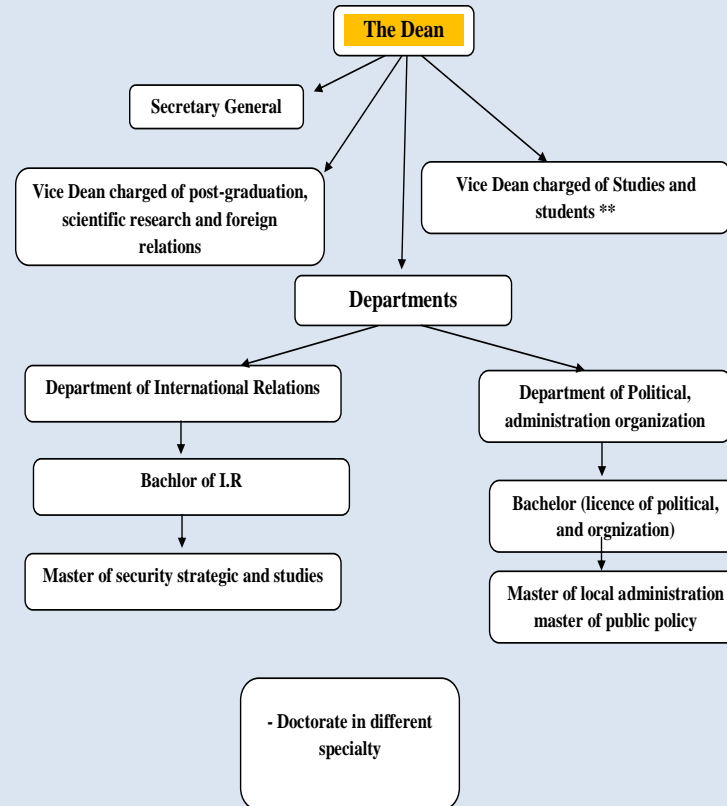 The Dean
Secretary General
Vice Dean charged of post-graduation,
scientific research and foreign
relations
Vice Dean charged of Studies and
students **
Departments
Department of International Relations
Department of Political,
administration organization
Bachlor of I.R
Bachelor (licence of political,
and orgnization)
Master of security strategic and studies
Master of local administration
master of public policy
- Doctorate in different
specialty